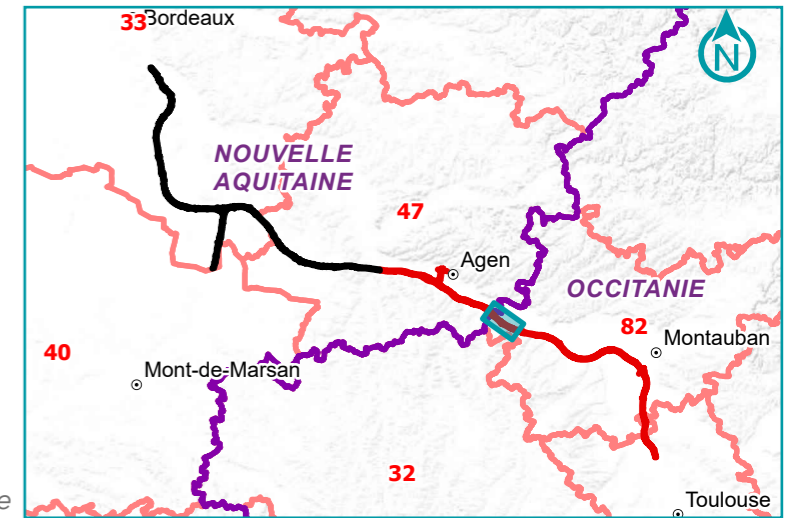 33
Bordeaux
N
NOUVELLE
AQUITAINE
47
Agen
OCCITANIE
82
Montauban
40
Mont-de-Marsan
32
Toulouse
e